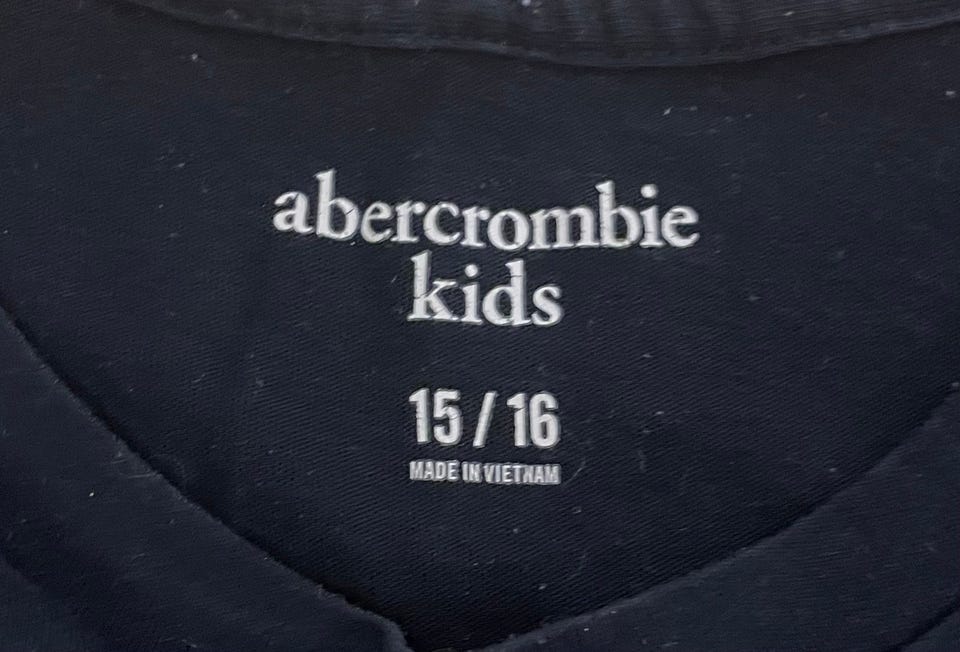 abercrombie
kids
15 / 16
MADE IN VIETNAM